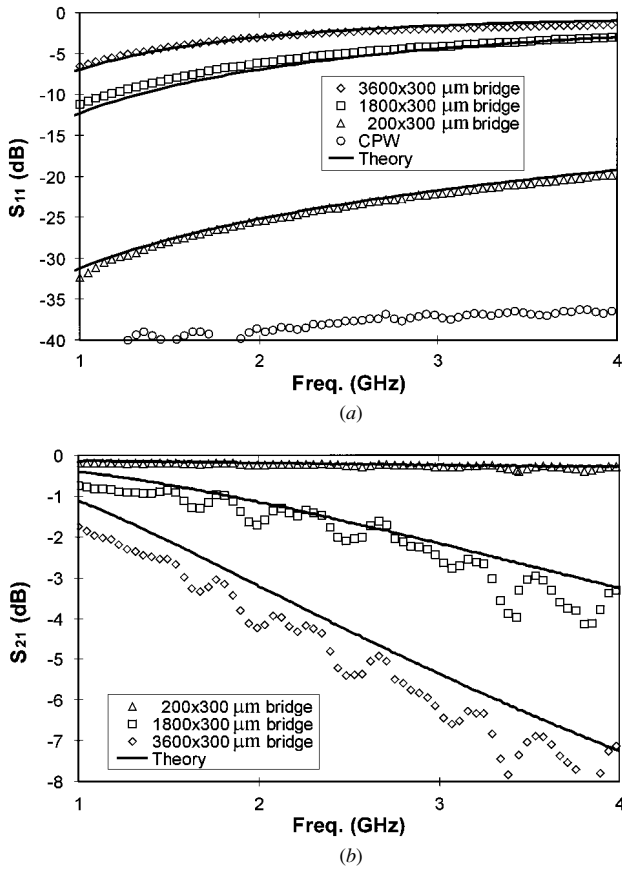 0
-5
-10
-15
-20
-25
-30
-35
-40
S11 (dB)
3600x300 μm bridge
1800x300 μm bridge
200x300 μm bridge
CPW
Theory
1 2 3 4
Freq. (GHz)
(a)
0
-1
-2
-3
-4
-5
-6
-7
-8
S21 (dB)
200x300 μm bridge
1800x300 μm bridge
3600x300 μm bridge
Theory
1 2 3 4
Freq. (GHz)
(b)